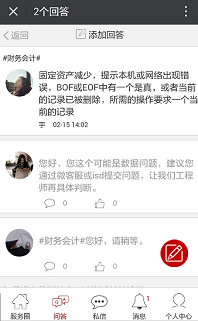 2个回答
返回
添加回答
#财务会计#
固定资产减少，提示本机或网络出现错
误，BOF或EOF中有一个是真，或者当前
的记录已被删除，所需的操作要求一个当
前的记录
宇 02-15 14:02
您好，您这个可能是数据问题，建议您
通过微客服或isd提交问题，让我们工程
师再具体判断。
0 0
#财务会计#您好，请稍等。
0 0
服务圈 问答 私信 消息 1 个人中心